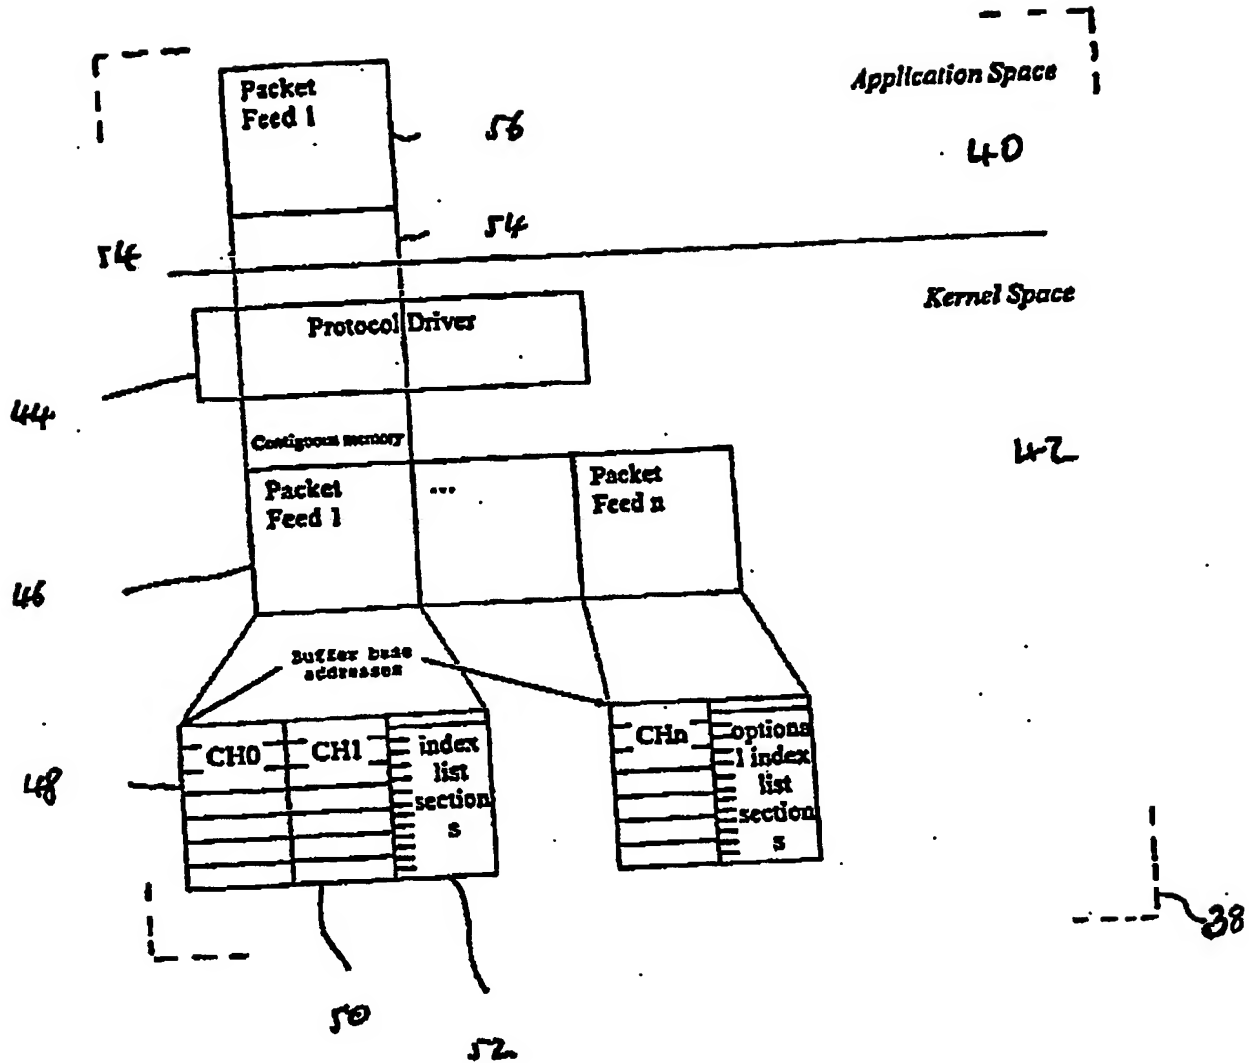 Application Space
Packet
Feed 1
56
40
54
54
Kernel Space
Protocol Driver
44
Contiguous memory
42
Packet
Feed 1
...
Packet
Feed n
46
Buffer base
addresses
CH0
CH1
index
list
section
s
CHn
optiona
l index
list
section
s
48
38
50
52